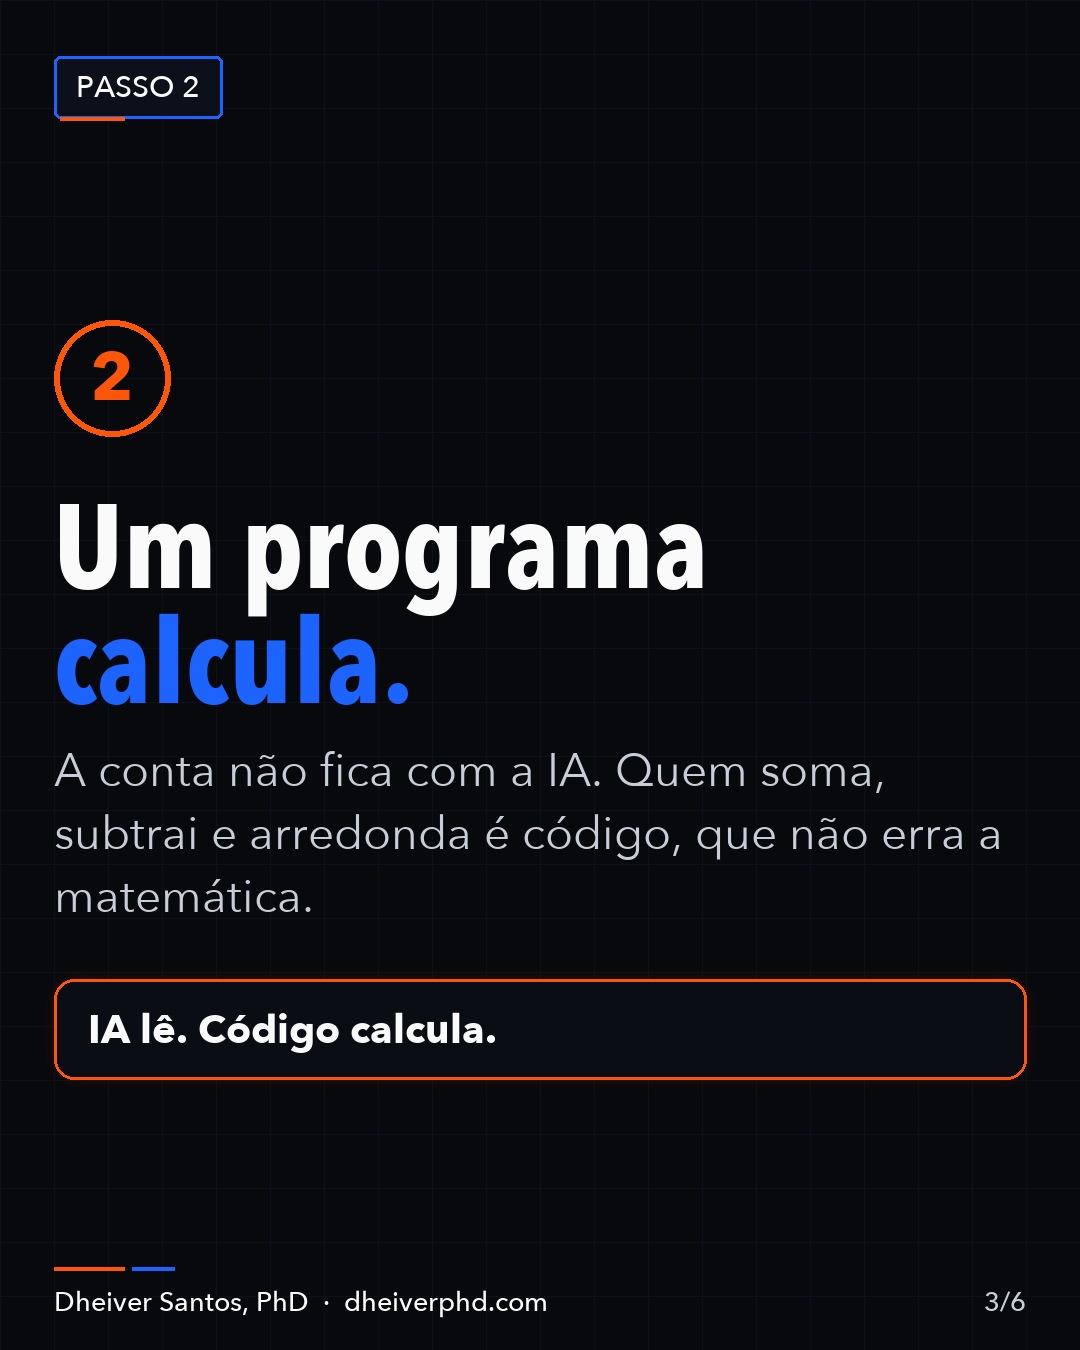 PASSO 2
2
Um programa
calcula.
A conta não fica com a IA. Quem soma,
subtrai e arredonda é código, que não erra a
matemática.
IA lê. Código calcula.
Dheiver Santos, PhD · dheiverphd.com
3/6